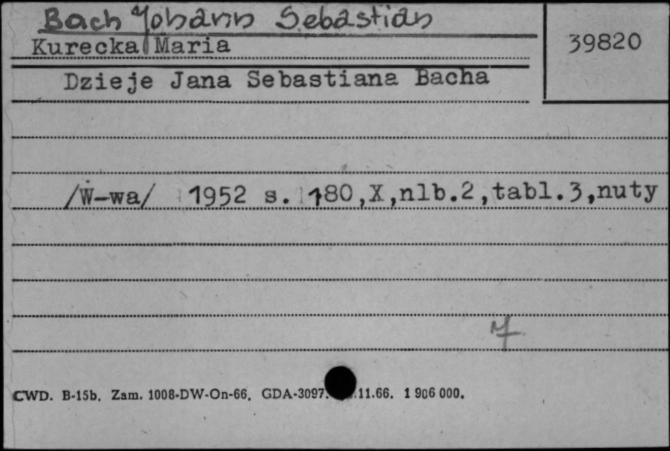 Bach Johann Sebastian
Kurecka Maria
39820
Dzieje Jana Sebastiana Bacha
/W-wa/ 1952 s. 180,X,nlb.2,tabl.3,nuty
CWD. B-15b. Zam. 1008-DW-On-66. GDA-3097. .11.66. 1 906 000.